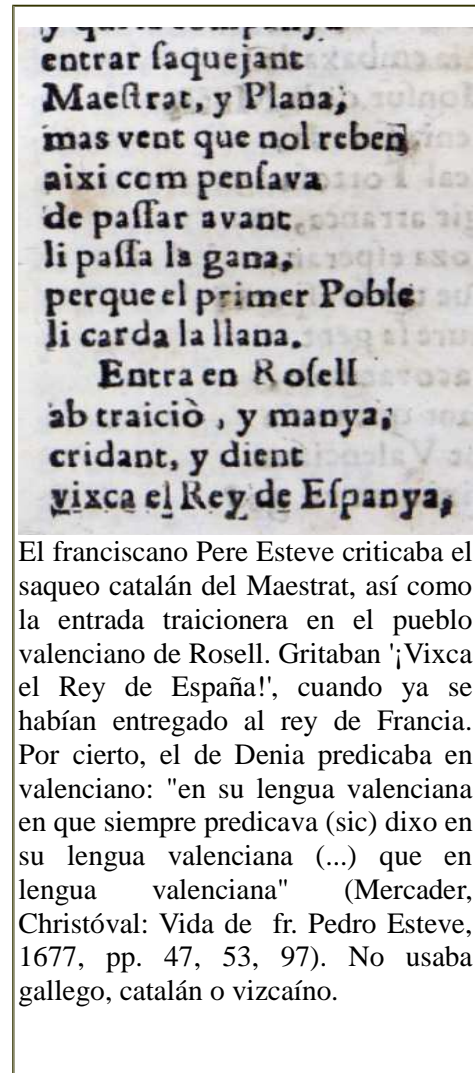 entrar ſaquejant
Maeſtrat, y Plana;
mas vent que nol reben
aixi com penſava
de paſſar avant,
li paſſa la gana,
perque el primer Poble
li carda la llana.
Entra en Roſell
ab traiciò , y manya;
cridant, y dient
vixca el Rey de Eſpanya,
El franciscano Pere Esteve criticaba el
saqueo catalán del Maestrat, así como
la entrada traicionera en el pueblo
valenciano de Rosell. Gritaban '¡Vixca
el Rey de España!', cuando ya se
habían entregado al rey de Francia.
Por cierto, el de Denia predicaba en
valenciano: "en su lengua valenciana
en que siempre predicava (sic) dixo en
su lengua valenciana (...) que en
lengua valenciana" (Mercader,
Christóval: Vida de fr. Pedro Esteve,
1677, pp. 47, 53, 97). No usaba
gallego, catalán o vizcaíno.